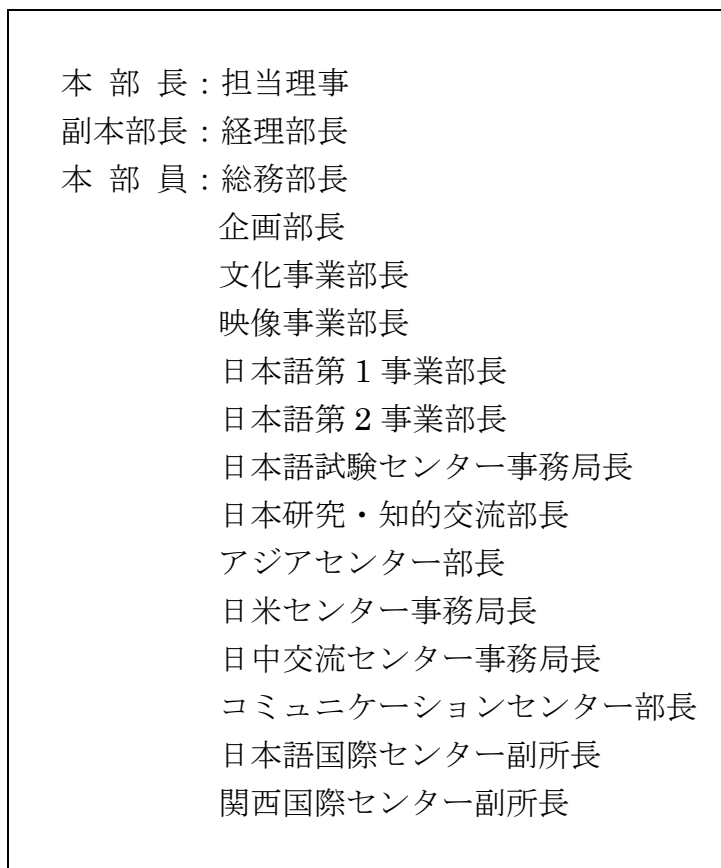 本 部 長：担当理事
副本部長：経理部長
本 部 員：総務部長
企画部長
文化事業部長
映像事業部長
日本語第 1 事業部長
日本語第 2 事業部長
日本語試験センター事務局長
日本研究・知的交流部長
アジアセンター部長
日米センター事務局長
日中交流センター事務局長
コミュニケーションセンター部長
日本語国際センター副所長
関西国際センター副所長